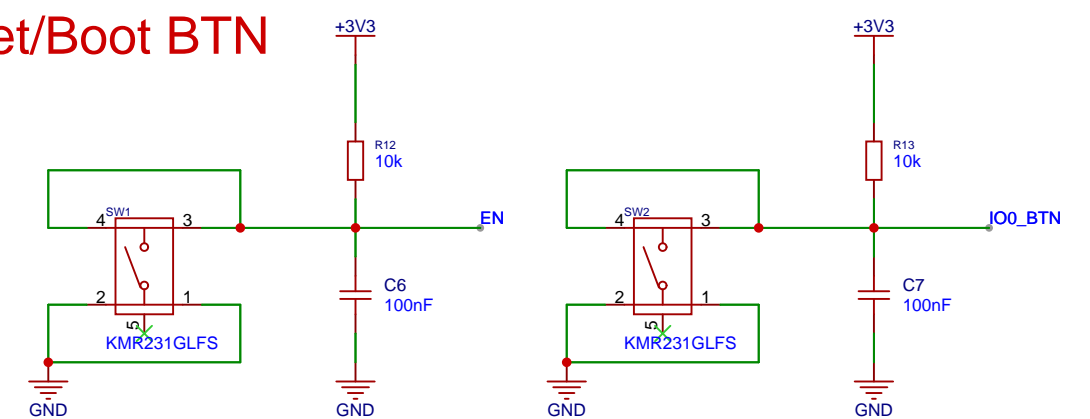 et/Boot BTN
+3V3
R12
10k
SW1
4
3
EN
2
1
5
KMR231GLFS
C6
100nF
GND
GND
+3V3
R13
10k
SW2
4
3
IO0_BTN
2
1
5
KMR231GLFS
C7
100nF
GND
GND